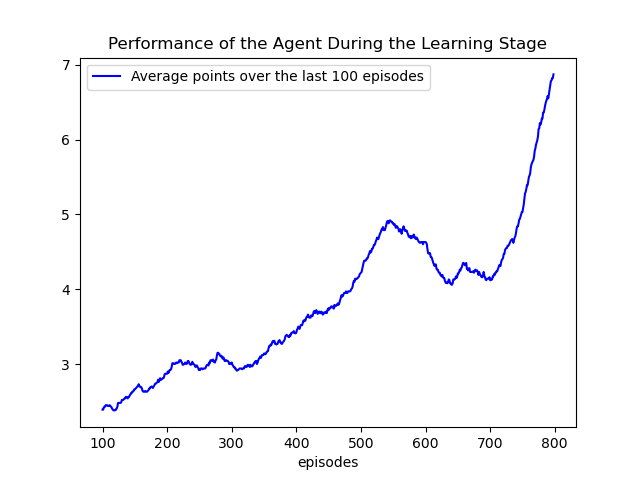 Performance of the Agent During the Learning Stage
Average points over the last 100 episodes
7
6
5
4
3
100 200 300 400 500 600 700 800
episodes